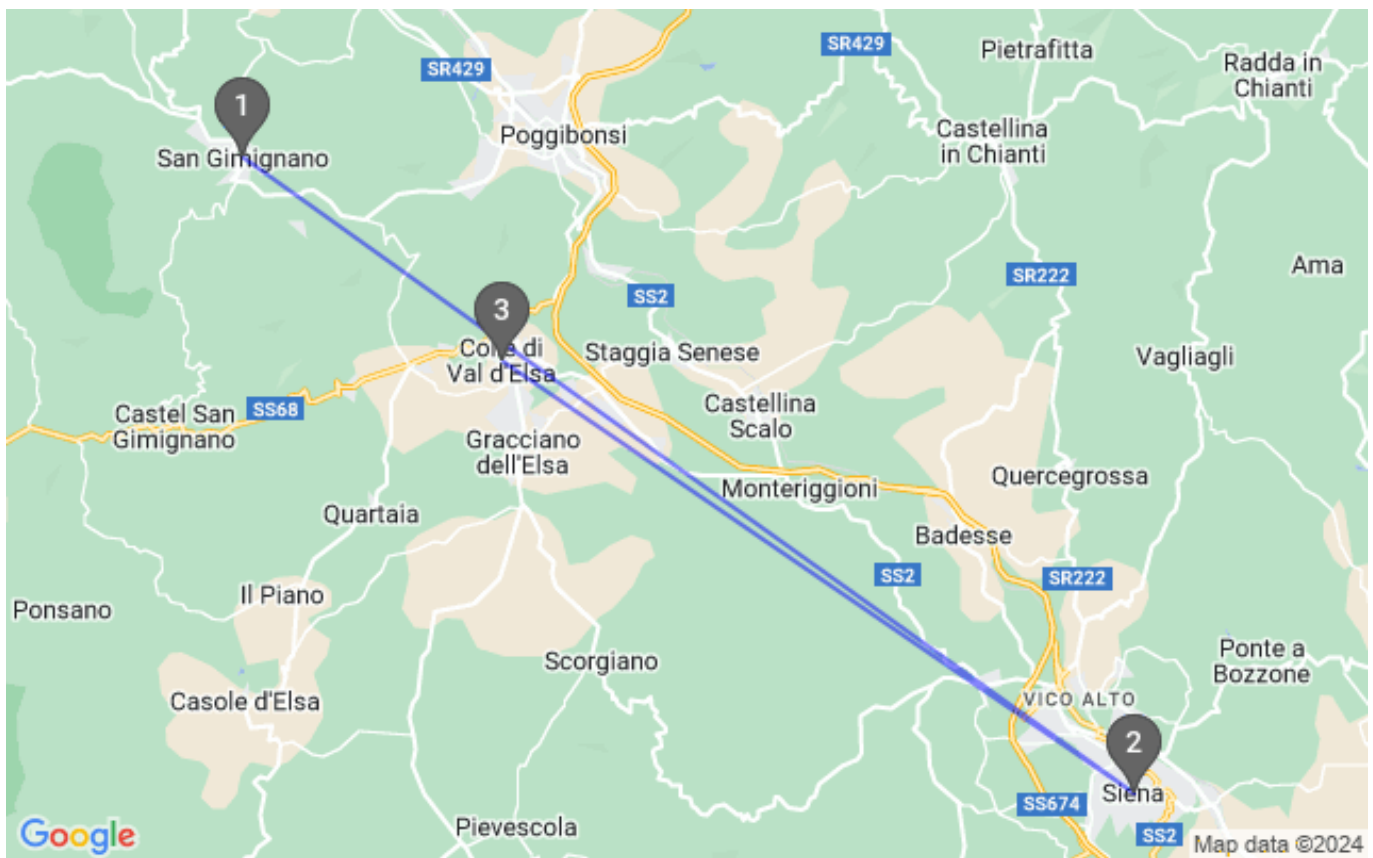 SR429
Pietrafitta
Radda in
Chianti
SR429
1
Poggibonsi
Castellina
in Chianti
San Gimignano
Ama
SR222
SS2
3
Colle di
Val d'Elsa
Staggia Senese
Vagliagli
Castel San
Gimignano
SS68
Castellina
Scalo
Gracciano
dell'Elsa
Quercegrossa
Monteriggioni
Quartaia
Badesse
SS2
SR222
Il Piano
Ponsano
Scorgiano
Ponte a
Bozzone
Casole d'Elsa
VICO ALTO
2
Siena
SS674
Google
Pievescola
SS2
Map data ©2024